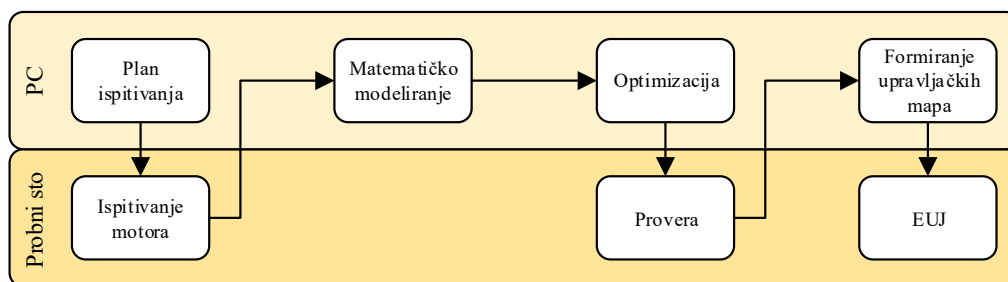 PC
Plan
ispitivanja
Matematičko
modeliranje
Optimizacija
Formiranje
upravljačkih
mapa
Probni sto
Ispitivanje
motora
Provera
EUJ